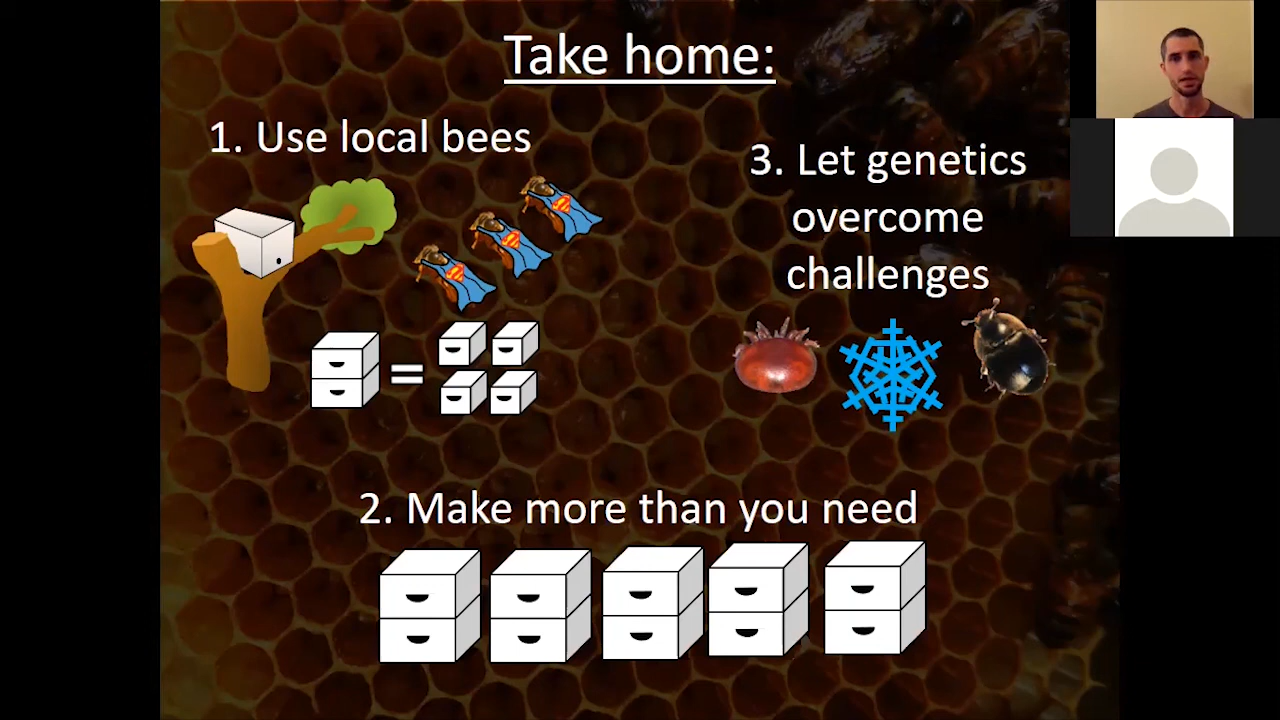 Take home:
1. Use local bees
3. Let genetics
overcome
challenges
=
2. Make more than you need